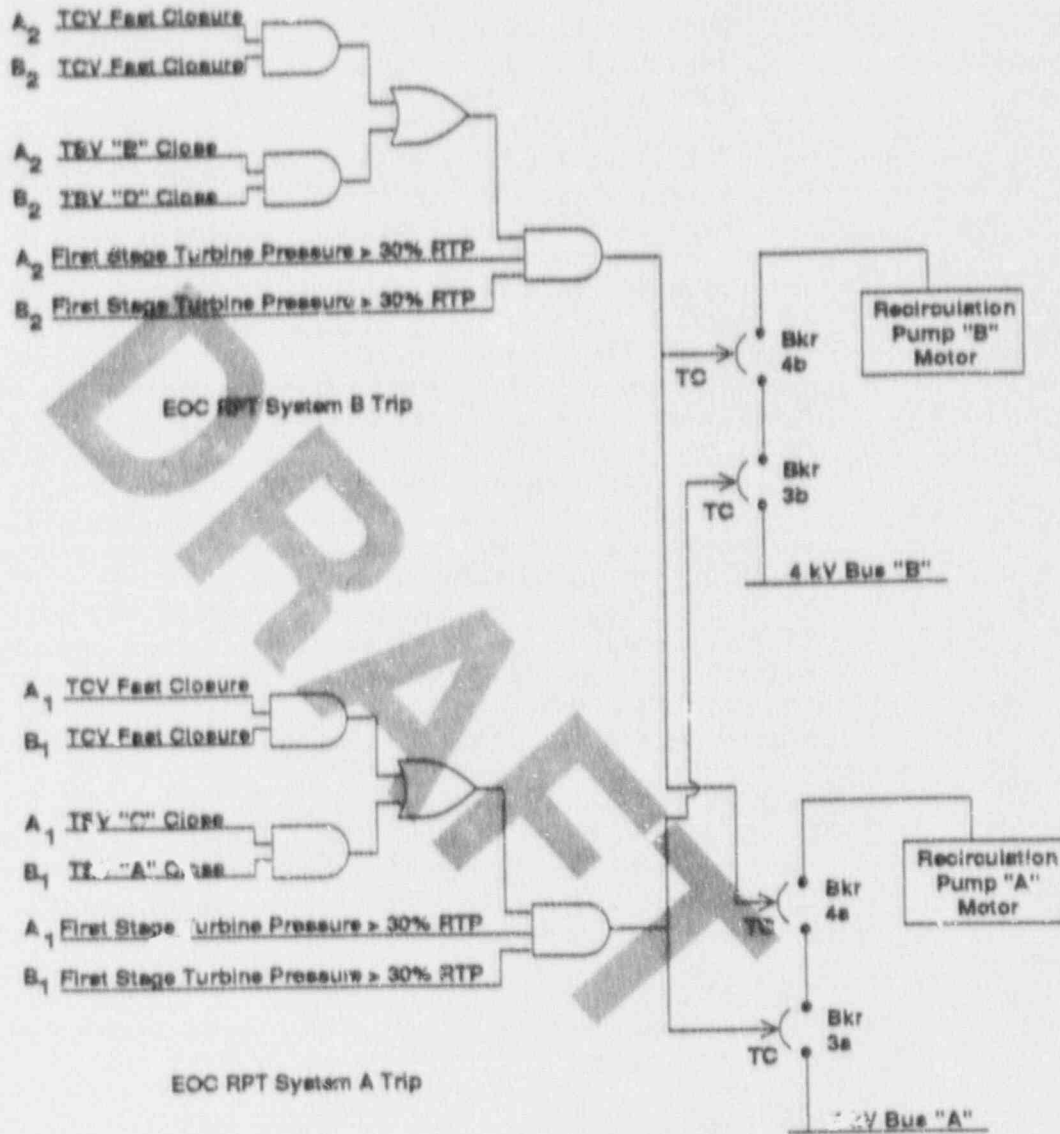 A2 TCV Fast Closure
B2 TCV Fast Closure
A2 TSV "B" Close
B2 TSV "D" Close
A2 First Stage Turbine Pressure > 30% RTP
B2 First Stage Turbine Pressure > 30% RTP
EOC RPT System B Trip
Recirculation
Pump "B"
Motor
Bkr
4b
TC
Bkr
3b
TC
4 kV Bus "B"
DRAFT
A1 TCV Fast Closure
B1 TCV Fast Closure
A1 "C" Close
B1 "A"
A1 First Stage Turbine Pressure > 30% RTP
B1 First Stage Turbine Pressure > 30% RTP
EOC RPT System A Trip
Recirculation
Pump "A"
Motor
Bkr
4a
TC
Bkr
3a
TC
Bus "A"